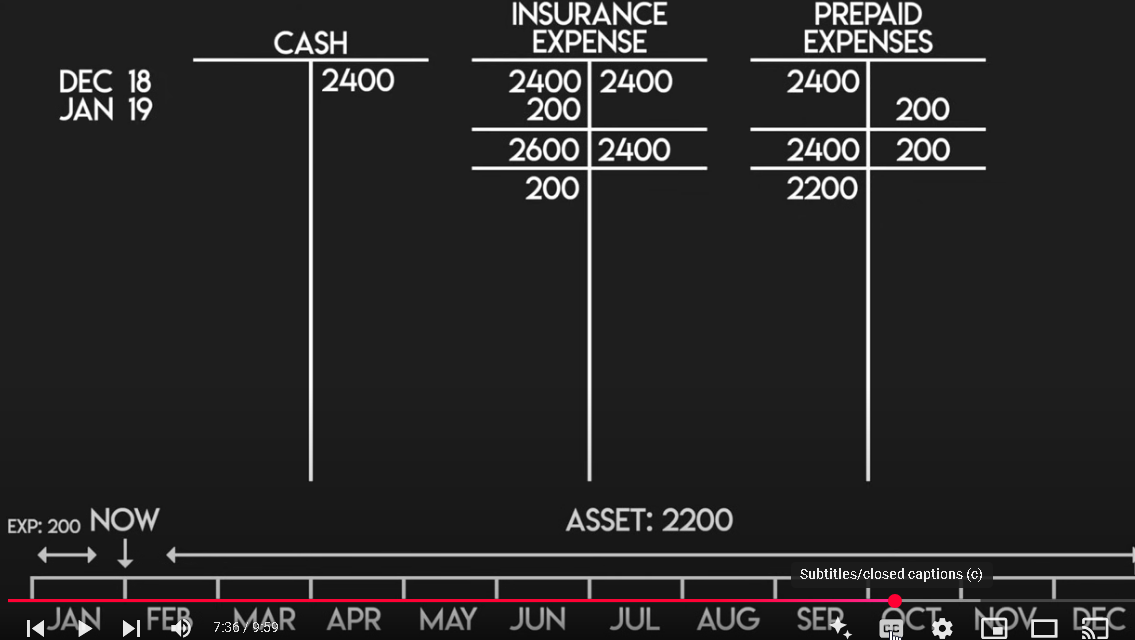 CASH
INSURANCE
EXPENSE
PREPAID
EXPENSES
DEC 18 2400 2400 2400 2400
JAN 19 200 200
2600 2400 2400 200
200 2200
EXP: 200 NOW ASSET: 2200
Subtitles/closed captions (c)
JAN FEB MAR APR MAY JUN JUL AUG SEP OCT NOV DEC
7:36 / 9:59
CC